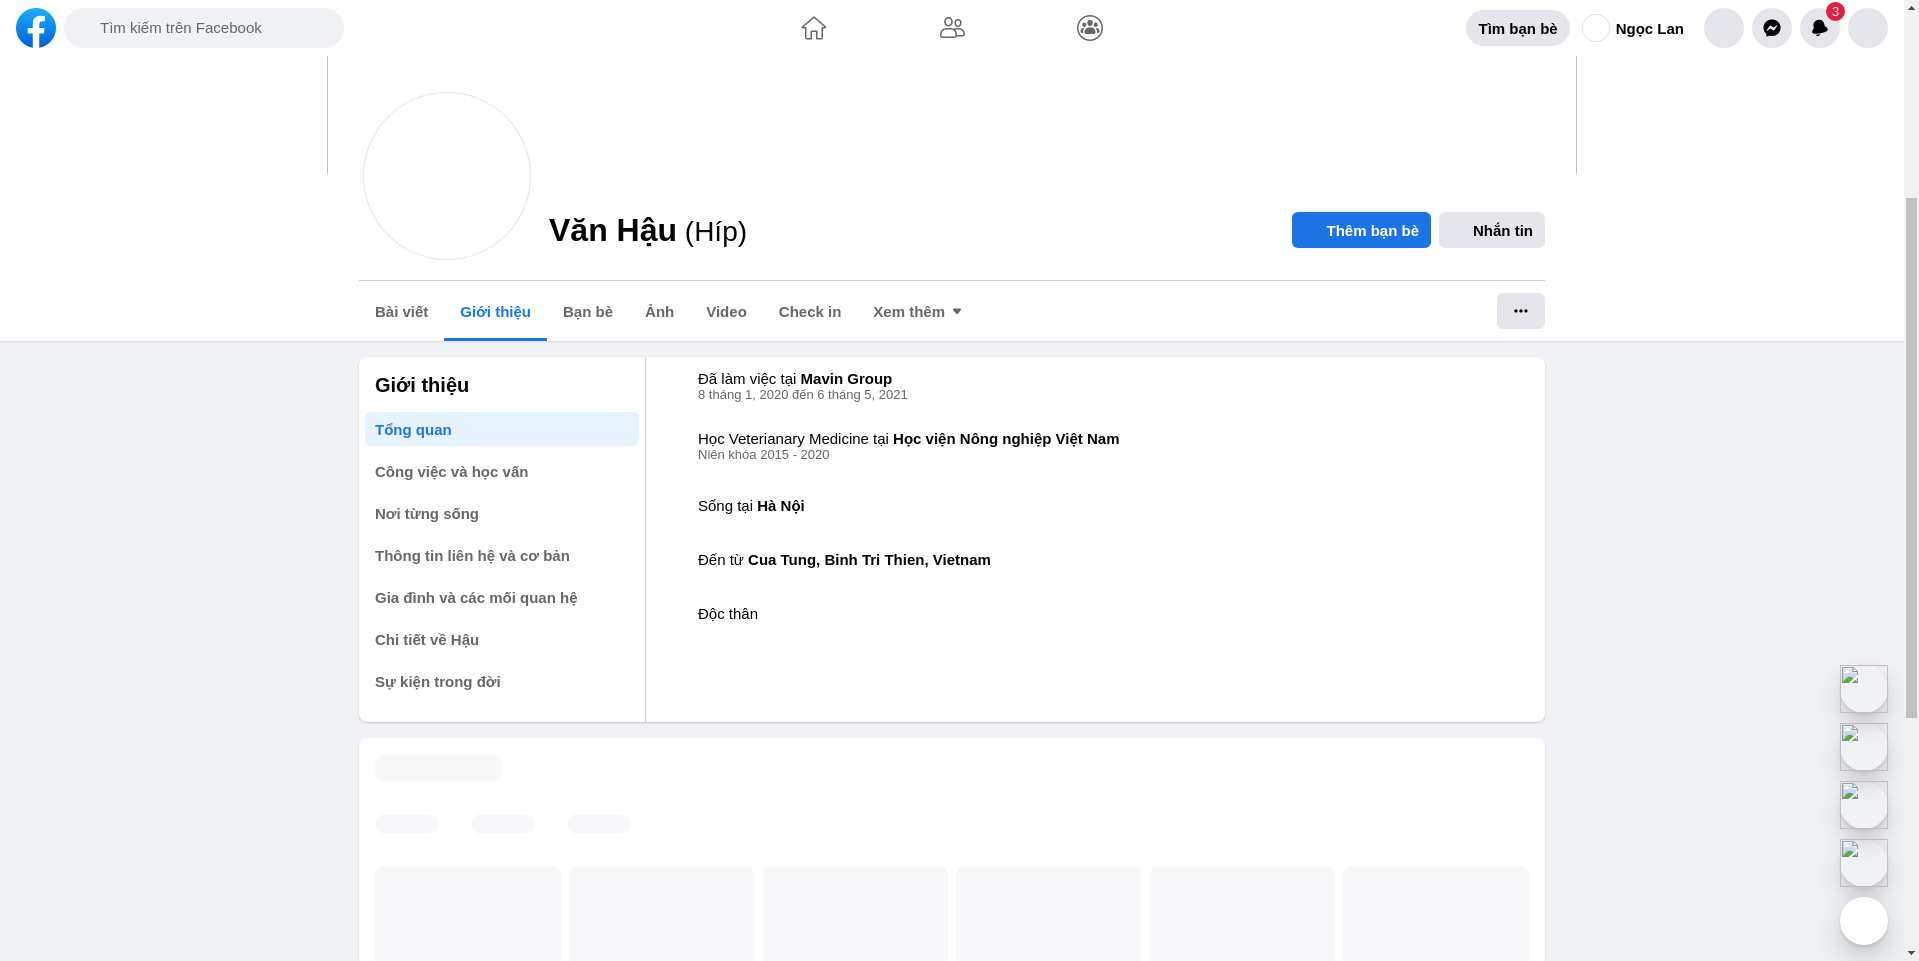 Tìm kiếm trên Facebook
Tìm bạn bè
Ngọc Lan
3
Văn Hậu (Híp)
Thêm bạn bè
Nhắn tin
Bài viết
Giới thiệu
Bạn bè
Ảnh
Video
Check in
Xem thêm
Giới thiệu
Tổng quan
Công việc và học vấn
Nơi từng sống
Thông tin liên hệ và cơ bản
Gia đình và các mối quan hệ
Chi tiết về Hậu
Sự kiện trong đời
Đã làm việc tại Mavin Group
8 tháng 1, 2020 đến 6 tháng 5, 2021
Học Veterianary Medicine tại Học viện Nông nghiệp Việt Nam
Niên khóa 2015 - 2020
Sống tại Hà Nội
Đến từ Cua Tung, Binh Tri Thien, Vietnam
Độc thân